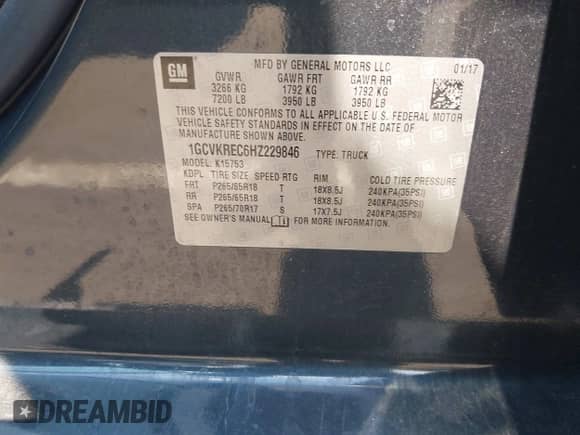 GM
MFD BY GENERAL MOTORS LLC 01/17
GVWR GAWR FRT GAWR RR
3266 KG 1792 KG 1792 KG
7200 LB 3950 LB 3950 LB
THIS VEHICLE CONFORMS TO ALL APPLICABLE U.S. FEDERAL MOTOR
VEHICLE SAFETY STANDARDS IN EFFECT ON THE DATE OF
MANUFACTURE SHOWN ABOVE.
1GCVKREC6HZ229846 TYPE: TRUCK
MODEL: K15753
KDPL TIRE SIZE SPEED RTG RIM COLD TIRE PRESSURE
FRT P265/65R18 T 18X8.5J 240KPA(35PSI)
RR P265/65R18 T 18X8.5J 240KPA(35PSI)
SPA P265/70R17 S 17X7.5J 240KPA(35PSI)
SEE OWNER'S MANUAL FOR MORE INFORMATION.
DREAMBID